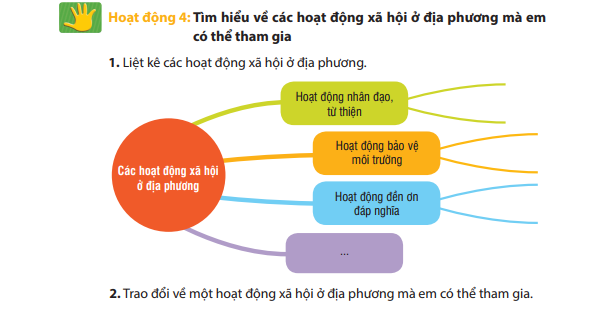 Hoạt động 4: Tìm hiểu về các hoạt động xã hội ở địa phương mà em
có thể tham gia
1. Liệt kê các hoạt động xã hội ở địa phương.
Hoạt động nhân đạo,
từ thiện
Hoạt động bảo vệ
môi trường
Các hoạt động xã hội
ở địa phương
Hoạt động đền ơn
đáp nghĩa
...
2. Trao đổi về một hoạt động xã hội ở địa phương mà em có thể tham gia.